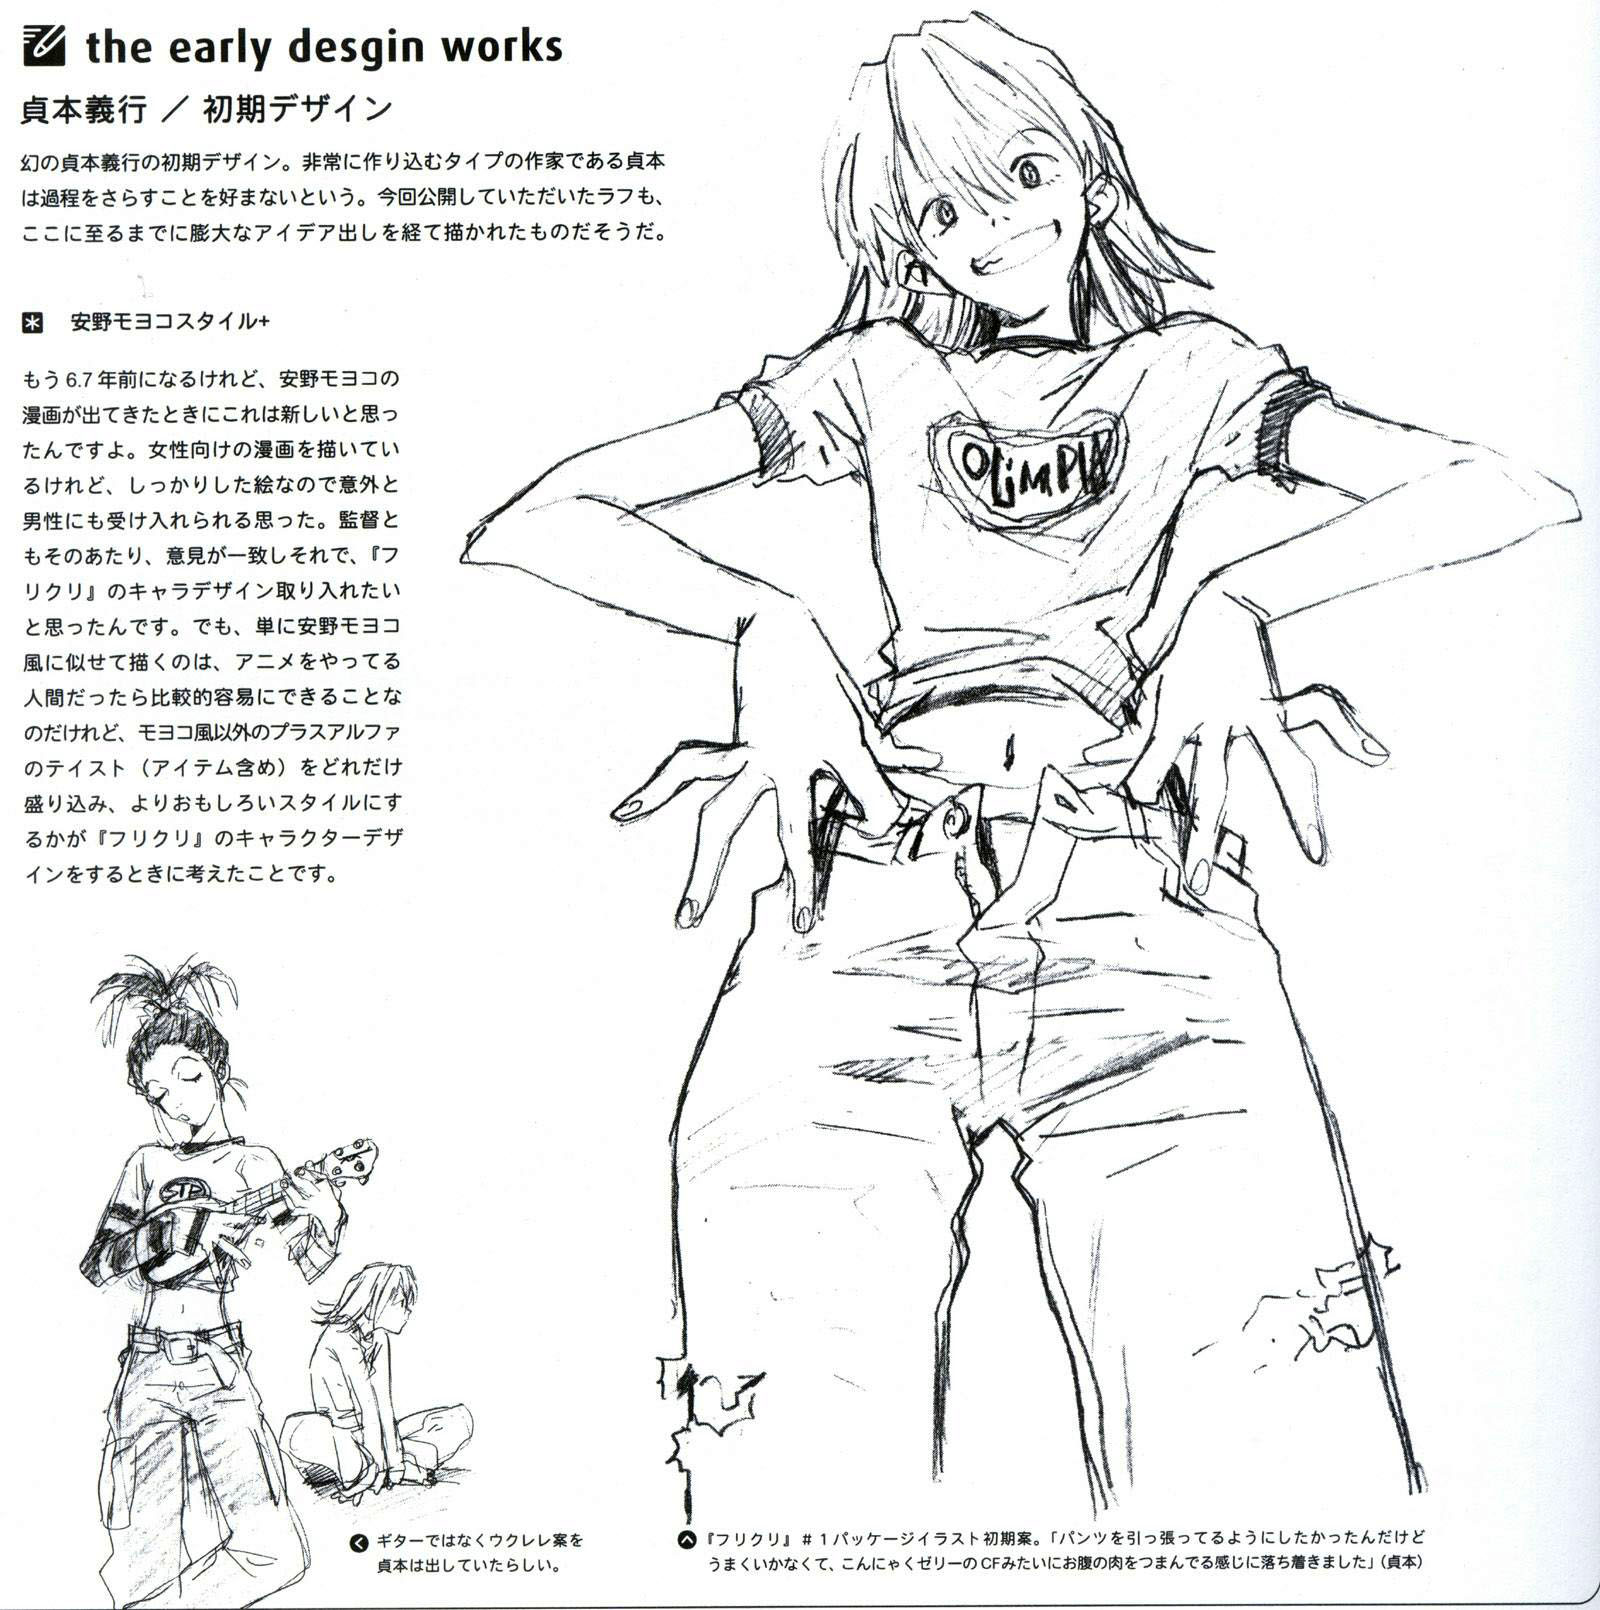 the early desgin works
貞本義行 ／ 初期デザイン
幻の貞本義行の初期デザイン。非常に作り込むタイプの作家である貞本
は過程をさらすことを好まないという。今回公開していただいたラフも、
ここに至るまでに膨大なアイデア出しを経て描かれたものだそうだ。
＊ 安野モヨコスタイル+
もう 6.7 年前になるけれど、安野モヨコの
漫画が出てきたときにこれは新しいと思っ
たんですよ。女性向けの漫画を描いてい
るけれど、しっかりした絵なので意外と
男性にも受け入れられる思った。監督と
もそのあたり、意見が一致しそれで、『フ
リクリ』のキャラデザイン取り入れたい
と思ったんです。でも、単に安野モヨコ
風に似せて描くのは、アニメをやってる
人間だったら比較的容易にできることな
のだけれど、モヨコ風以外のプラスアルファ
のテイスト（アイテム含め）をどれだけ
盛り込み、よりおもしろいスタイルにす
るかが『フリクリ』のキャラクターデザ
インをするときに考えたことです。
OLiMPIA
STP
ギターではなくウクレレ案を
貞本は出していたらしい。
『フリクリ』＃1パッケージイラスト初期案。「パンツを引っ張ってるようにしたかったんだけど
うまくいかなくて、こんにゃくゼリーのCFみたいにお腹の肉をつまんでる感じに落ち着きました」（貞本）